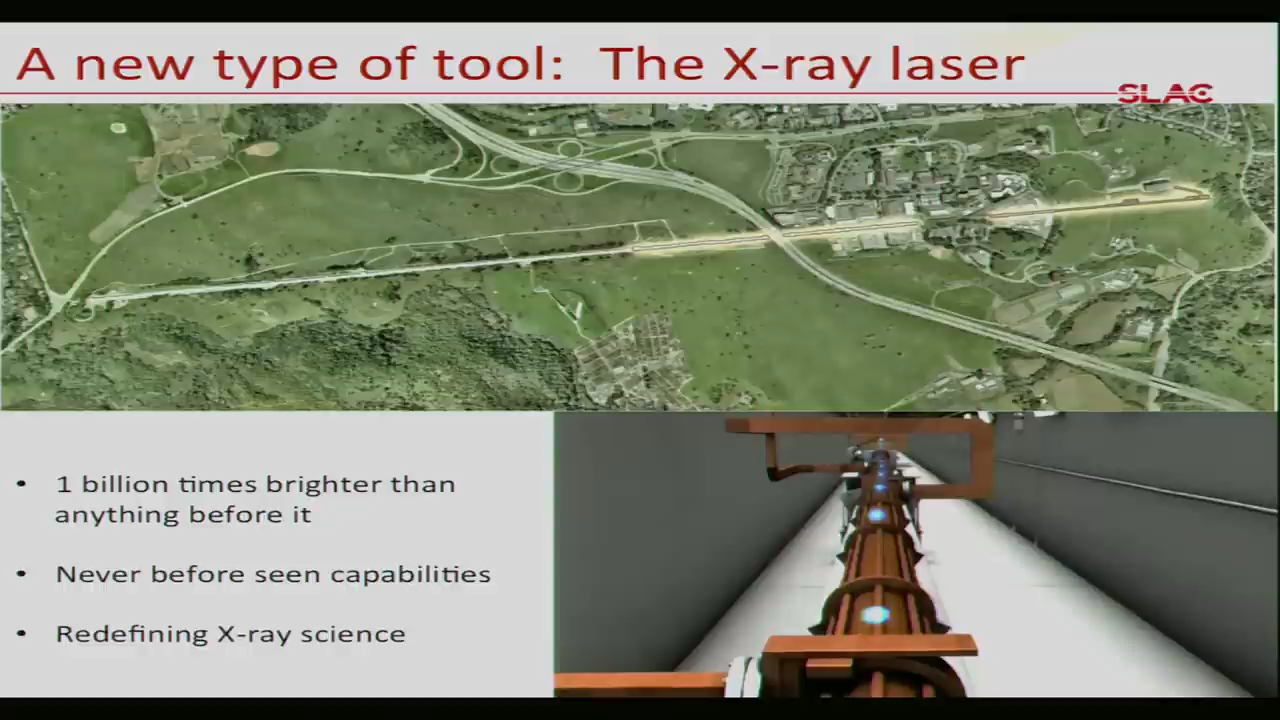 A new type of tool: The X-ray laser
SLAC
• 1 billion times brighter than
anything before it
• Never before seen capabilities
• Redefining X-ray science